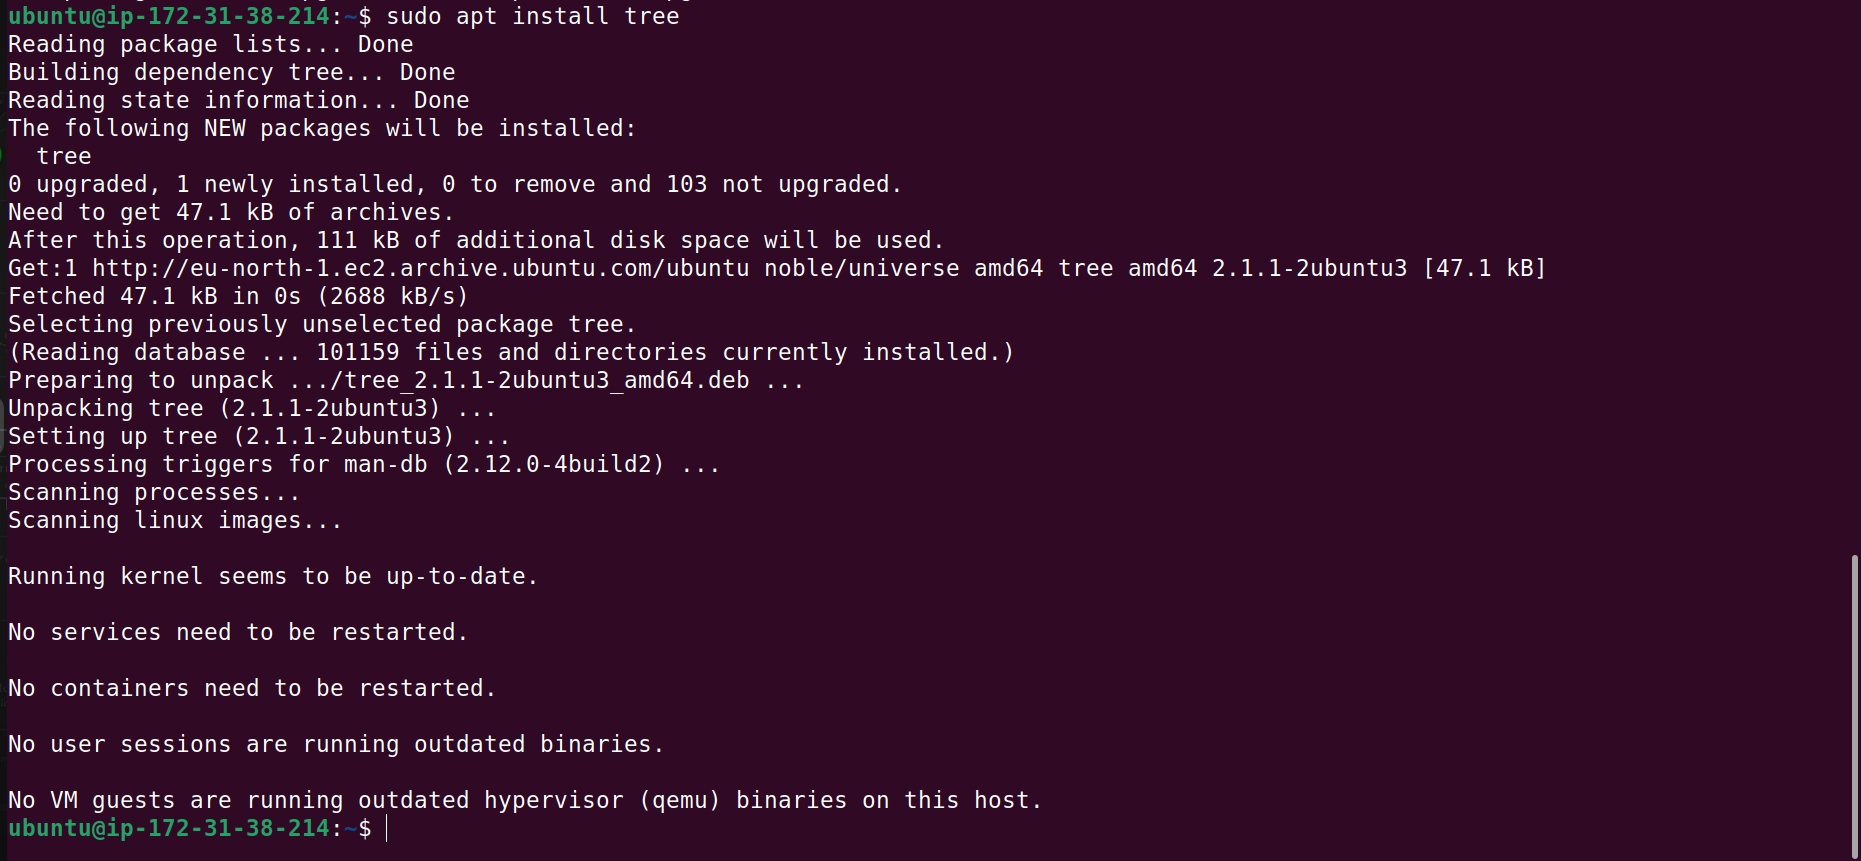 ubuntu@ip-172-31-38-214:~$ sudo apt install tree
Reading package lists... Done
Building dependency tree... Done
Reading state information... Done
The following NEW packages will be installed:
  tree
0 upgraded, 1 newly installed, 0 to remove and 103 not upgraded.
Need to get 47.1 kB of archives.
After this operation, 111 kB of additional disk space will be used.
Get:1 http://eu-north-1.ec2.archive.ubuntu.com/ubuntu noble/universe amd64 tree amd64 2.1.1-2ubuntu3 [47.1 kB]
Fetched 47.1 kB in 0s (2688 kB/s)
Selecting previously unselected package tree.
(Reading database ... 101159 files and directories currently installed.)
Preparing to unpack .../tree_2.1.1-2ubuntu3_amd64.deb ...
Unpacking tree (2.1.1-2ubuntu3) ...
Setting up tree (2.1.1-2ubuntu3) ...
Processing triggers for man-db (2.12.0-4build2) ...
Scanning processes...
Scanning linux images...

Running kernel seems to be up-to-date.

No services need to be restarted.

No containers need to be restarted.

No user sessions are running outdated binaries.

No VM guests are running outdated hypervisor (qemu) binaries on this host.
ubuntu@ip-172-31-38-214:~$